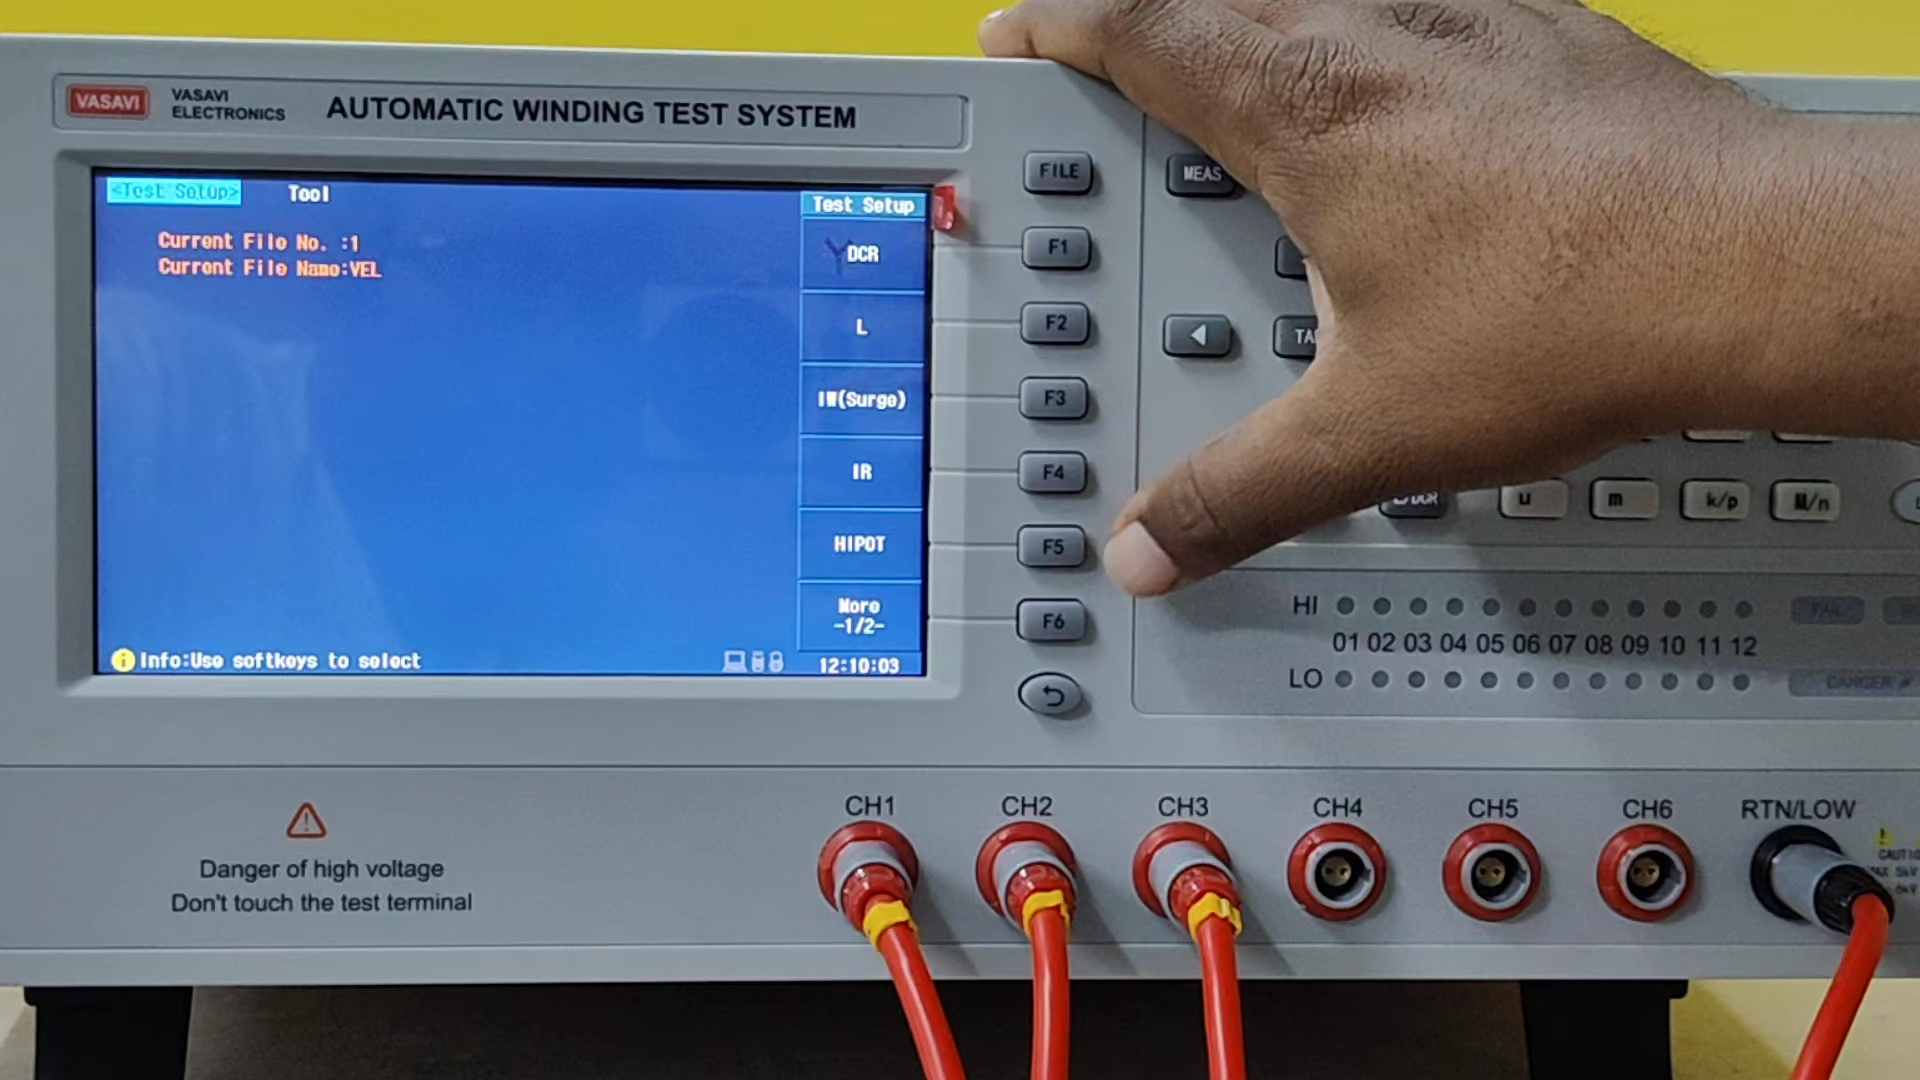 VASAVI
VASAVI
ELECTRONICS
AUTOMATIC WINDING TEST SYSTEM
<Test Setup>
Tool
Test Setup
Current File No. :1
Current File Name:VEL
DCR
L
IW(Surge)
IR
HIPOT
More
-1/2-
Info:Use softkeys to select
12:10:03
FILE
F1
F2
F3
F4
F5
F6
MEAS
u
m
k/p
M/n
HI
01 02 03 04 05 06 07 08 09 10 11 12
LO
FAIL
DANGER
Danger of high voltage
Don't touch the test terminal
CH1
CH2
CH3
CH4
CH5
CH6
RTN/LOW